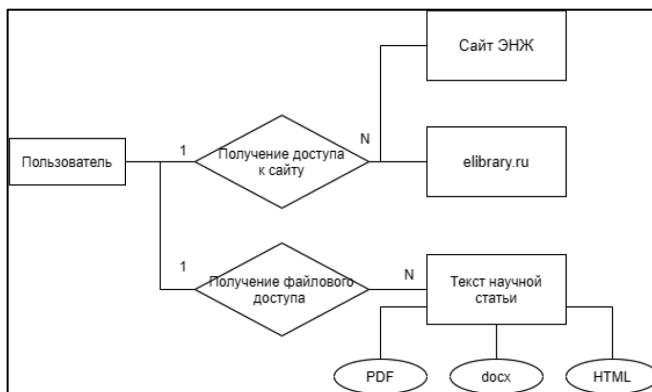 Сайт ЭНЖ
1
Получение доступа
к сайту
N
Пользователь
elibrary.ru
1
Получение файлового
доступа
N
Текст научной
статьи
PDF
docx
HTML